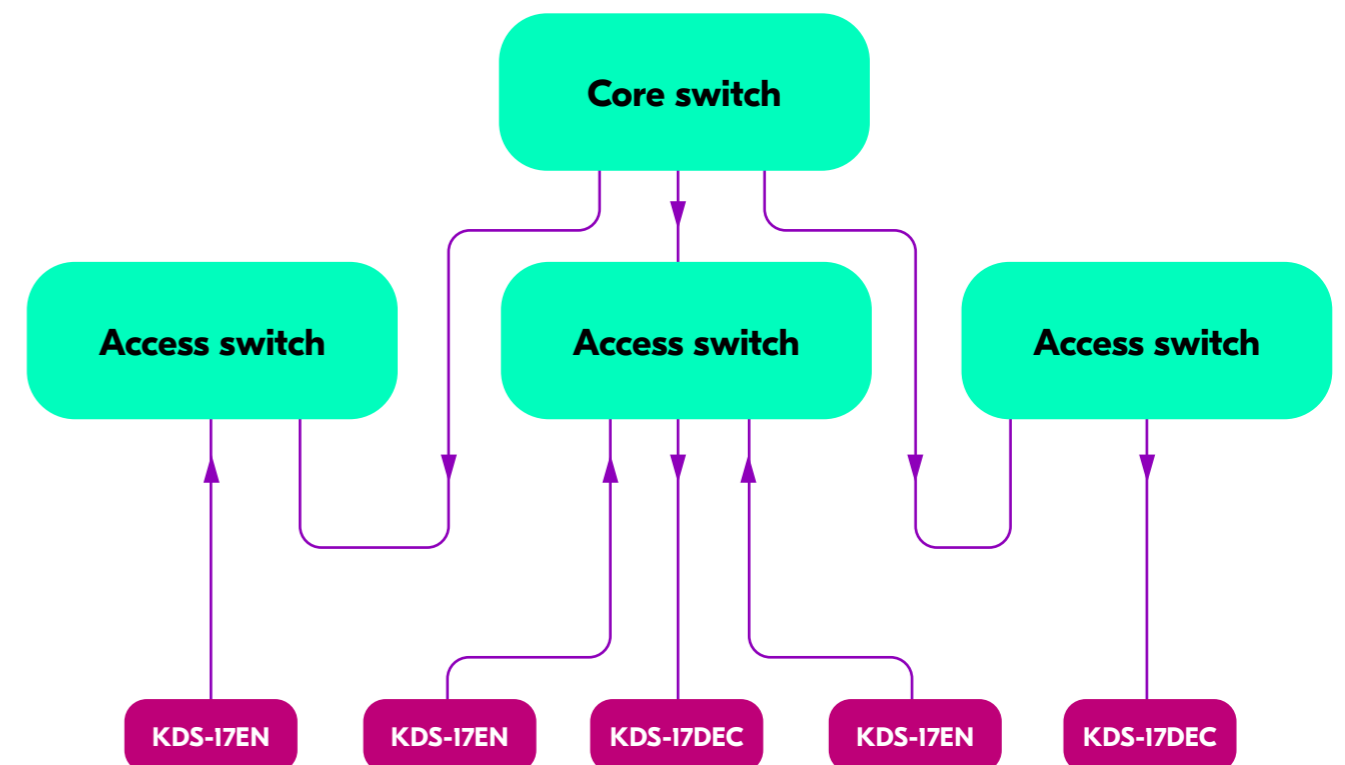 Core switch
Access switch
Access switch
Access switch
KDS-17EN
KDS-17EN
KDS-17DEC
KDS-17EN
KDS-17DEC